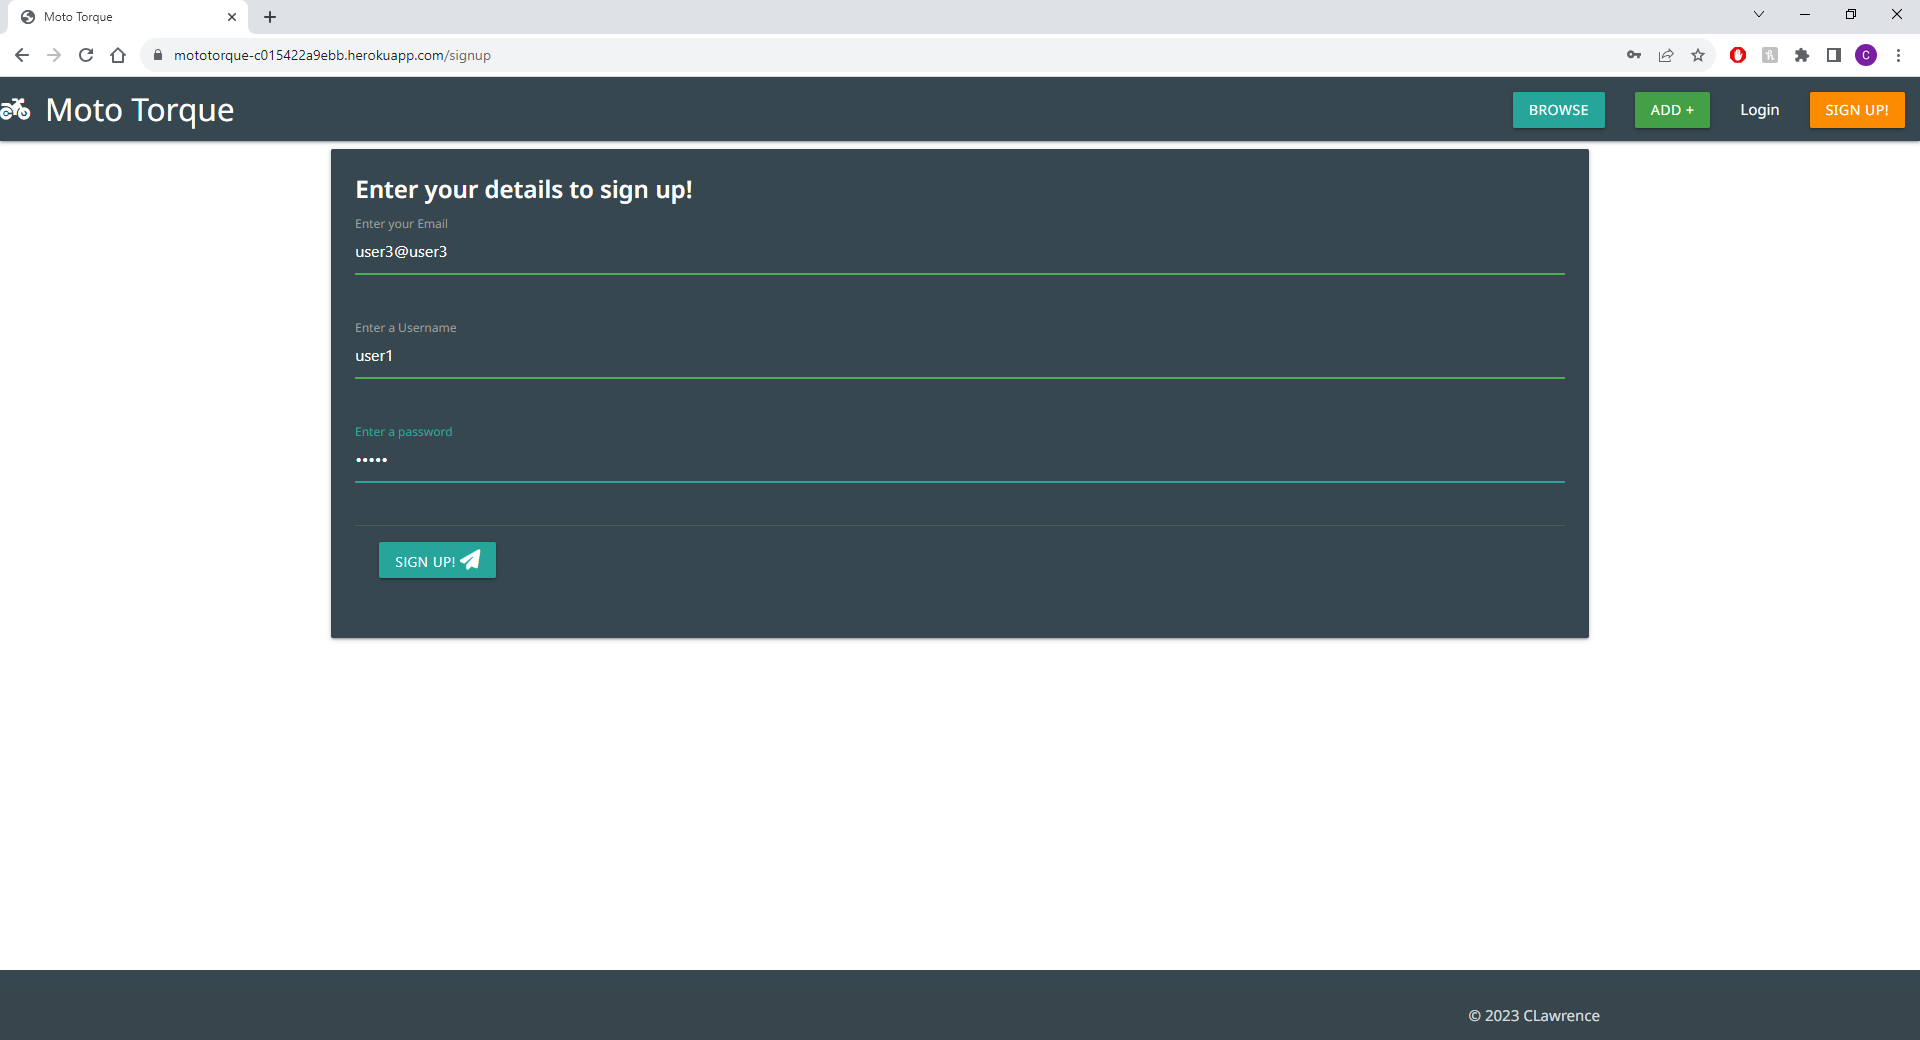 Moto Torque
mototorque-c015422a9ebb.herokuapp.com/signup
C
Moto Torque
BROWSE
ADD +
Login
SIGN UP!
Enter your details to sign up!
Enter your Email
user3@user3
Enter a Username
user1
Enter a password
•••••
SIGN UP!
© 2023 CLawrence